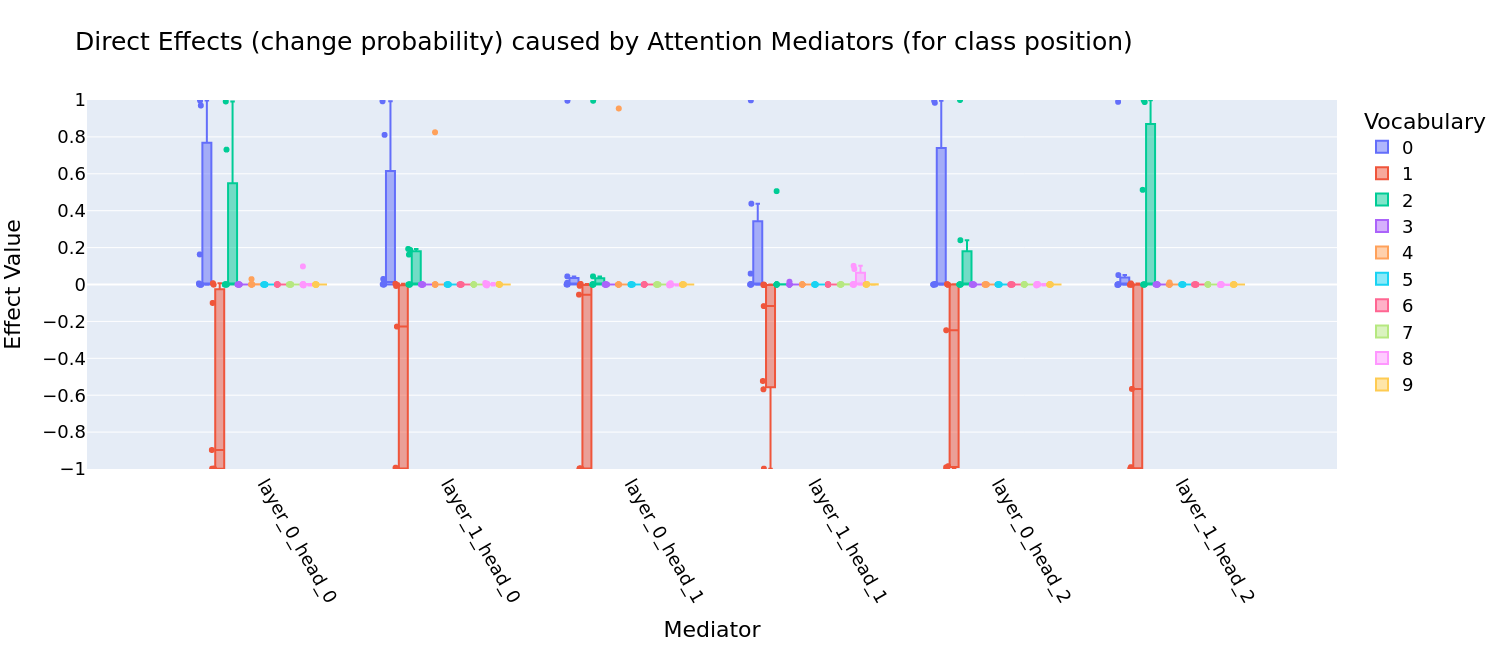 Direct Effects (change probability) caused by Attention Mediators (for class position)
1
0.8
0.6
0.4
0.2
0
−0.2
−0.4
−0.6
−0.8
−1
Effect Value
layer_0_head_0
layer_1_head_0
layer_0_head_1
layer_1_head_1
layer_0_head_2
layer_1_head_2
Mediator
Vocabulary
0
1
2
3
4
5
6
7
8
9